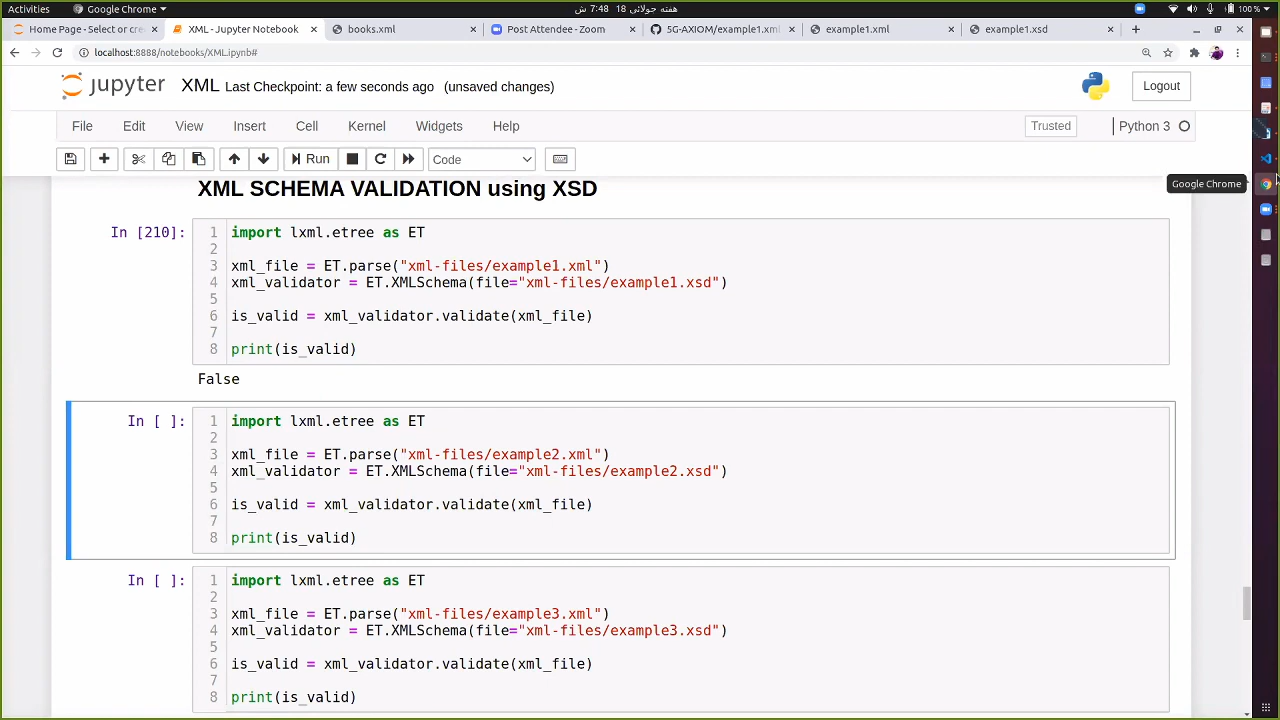 Activities Google Chrome هفته جولائی 18 7:48 ش 100 %
Home Page - Select or cre XML - Jupyter Notebook books.xml Post Attendee - Zoom 5G-AXIOM/example1.xml example1.xml example1.xsd
localhost:8888/notebooks/XML.ipynb#
jupyter XML Last Checkpoint: a few seconds ago (unsaved changes) Logout
File Edit View Insert Cell Kernel Widgets Help Trusted Python 3
Run Code
Google Chrome
XML SCHEMA VALIDATION using XSD
In [210]: 1 import lxml.etree as ET
2
3 xml_file = ET.parse("xml-files/example1.xml")
4 xml_validator = ET.XMLSchema(file="xml-files/example1.xsd")
5
6 is_valid = xml_validator.validate(xml_file)
7
8 print(is_valid)
False
In [ ]: 1 import lxml.etree as ET
2
3 xml_file = ET.parse("xml-files/example2.xml")
4 xml_validator = ET.XMLSchema(file="xml-files/example2.xsd")
5
6 is_valid = xml_validator.validate(xml_file)
7
8 print(is_valid)
In [ ]: 1 import lxml.etree as ET
2
3 xml_file = ET.parse("xml-files/example3.xml")
4 xml_validator = ET.XMLSchema(file="xml-files/example3.xsd")
5
6 is_valid = xml_validator.validate(xml_file)
7
8 print(is_valid)